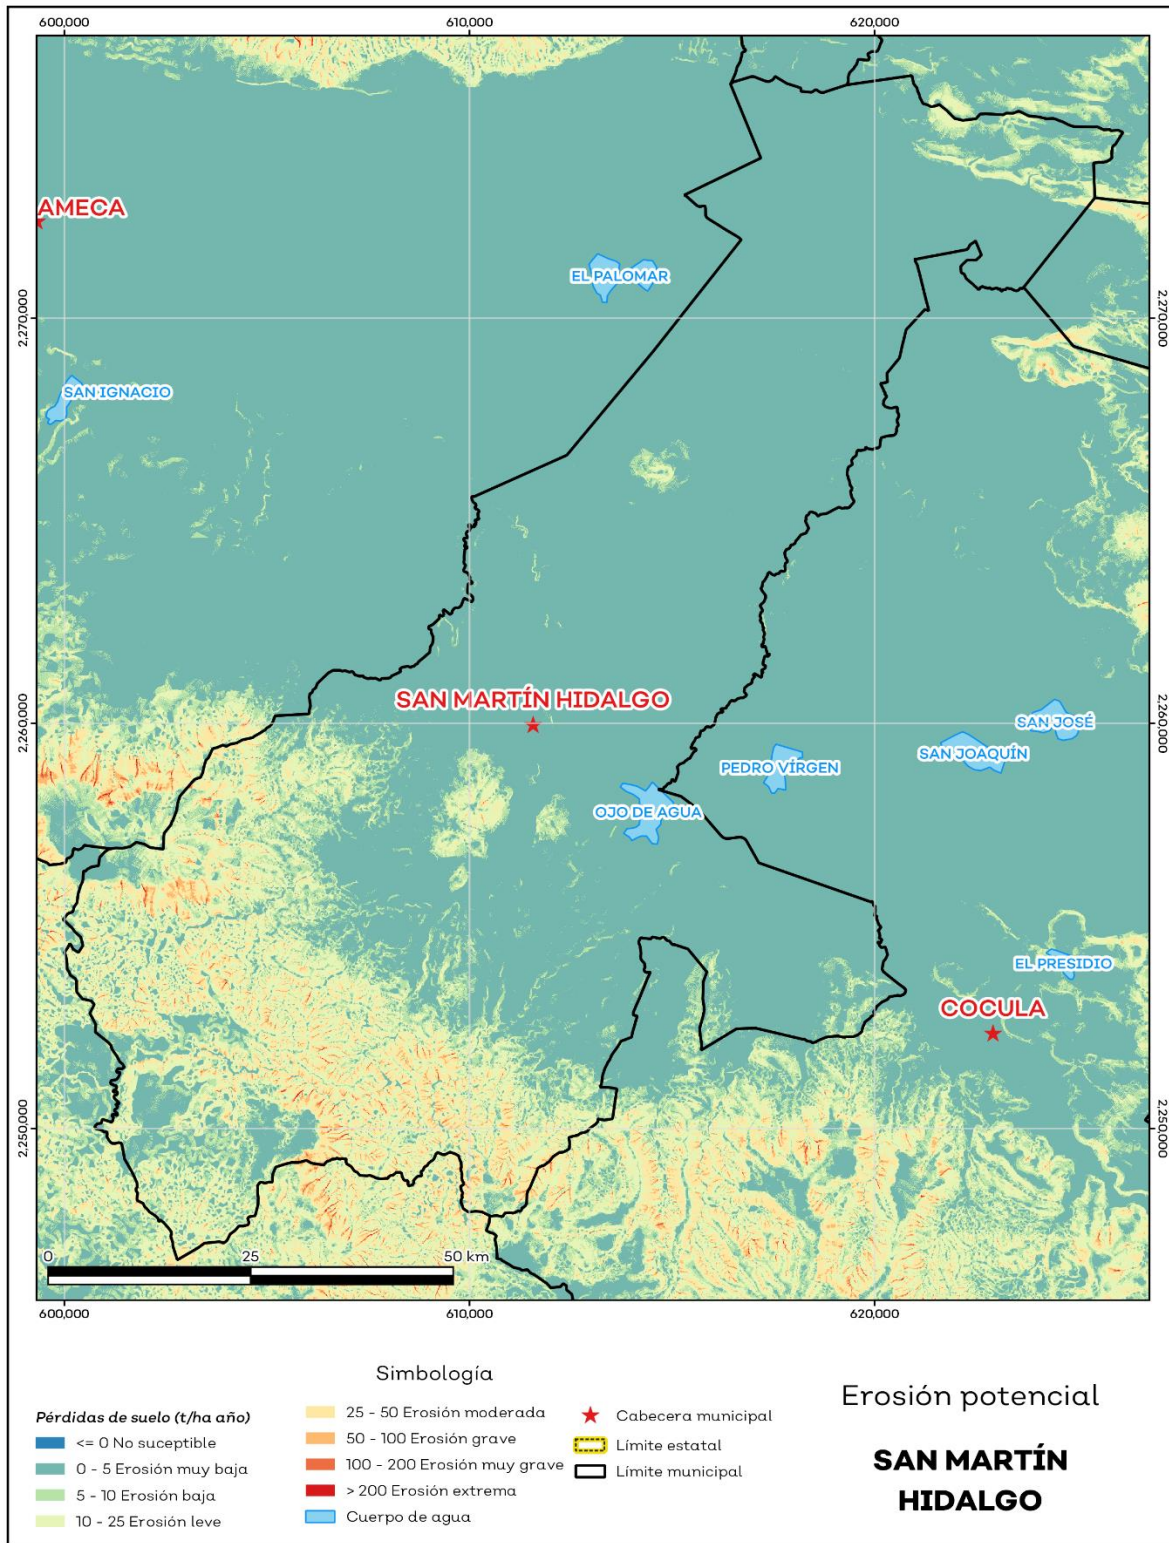 600,000
610,000
620,000
AMECA
EL PALOMAR
2,270,000
2,270,000
SAN IGNACIO
SAN MARTÍN HIDALGO
2,260,000
2,260,000
SAN JOSÉ
SAN JOAQUÍN
PEDRO VÍRGEN
OJO DE AGUA
EL PRESIDIO
COCULA
2,250,000
2,250,000
0
25
50 km
600,000
610,000
620,000
Simbología
Pérdidas de suelo (t/ha año)
<= 0 No suceptible
0 - 5 Erosión muy baja
5 - 10 Erosión baja
10 - 25 Erosión leve
25 - 50 Erosión moderada
50 - 100 Erosión grave
100 - 200 Erosión muy grave
> 200 Erosión extrema
Cuerpo de agua
Cabecera municipal
Límite estatal
Límite municipal
Erosión potencial
SAN MARTÍN
HIDALGO